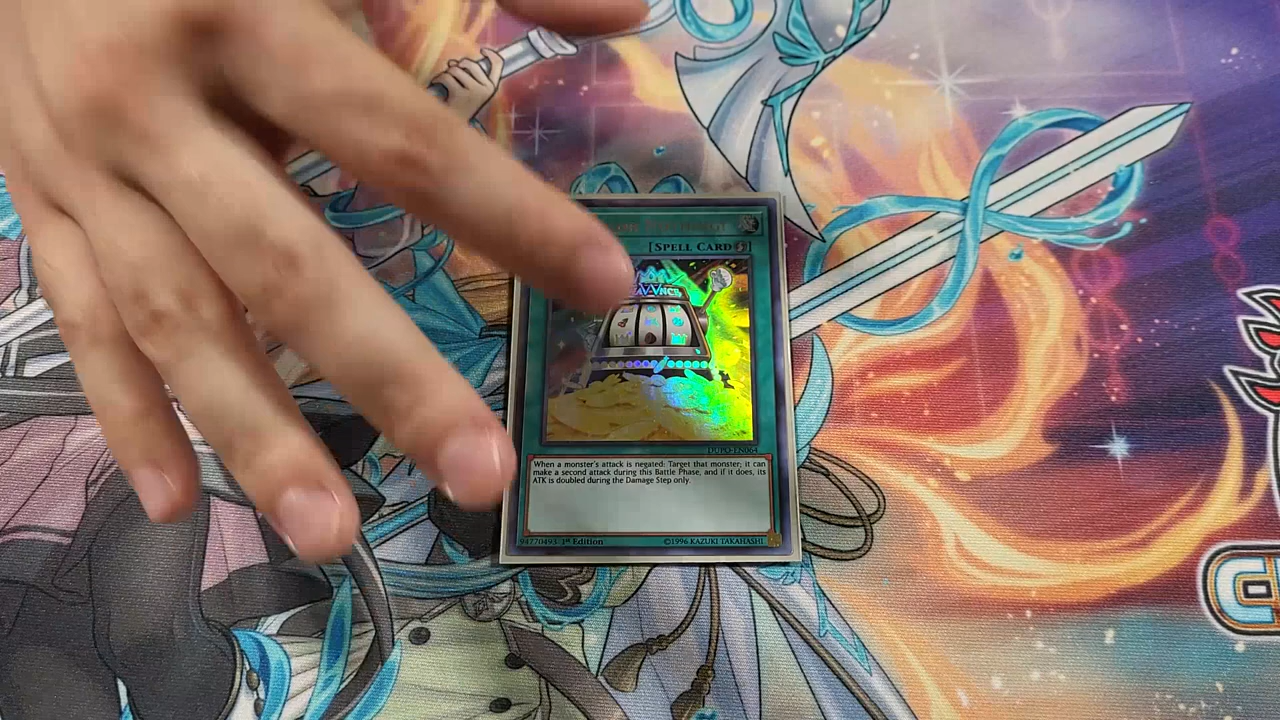 [SPELL CARD
DUPO-EN064
When a monster's attack is negated: Target that monster; it can
make a second attack during this Battle Phase, and if it does, its
ATK is doubled during the Damage Step only.
94770493 1st Edition ©1996 KAZUKI TAKAHASHI